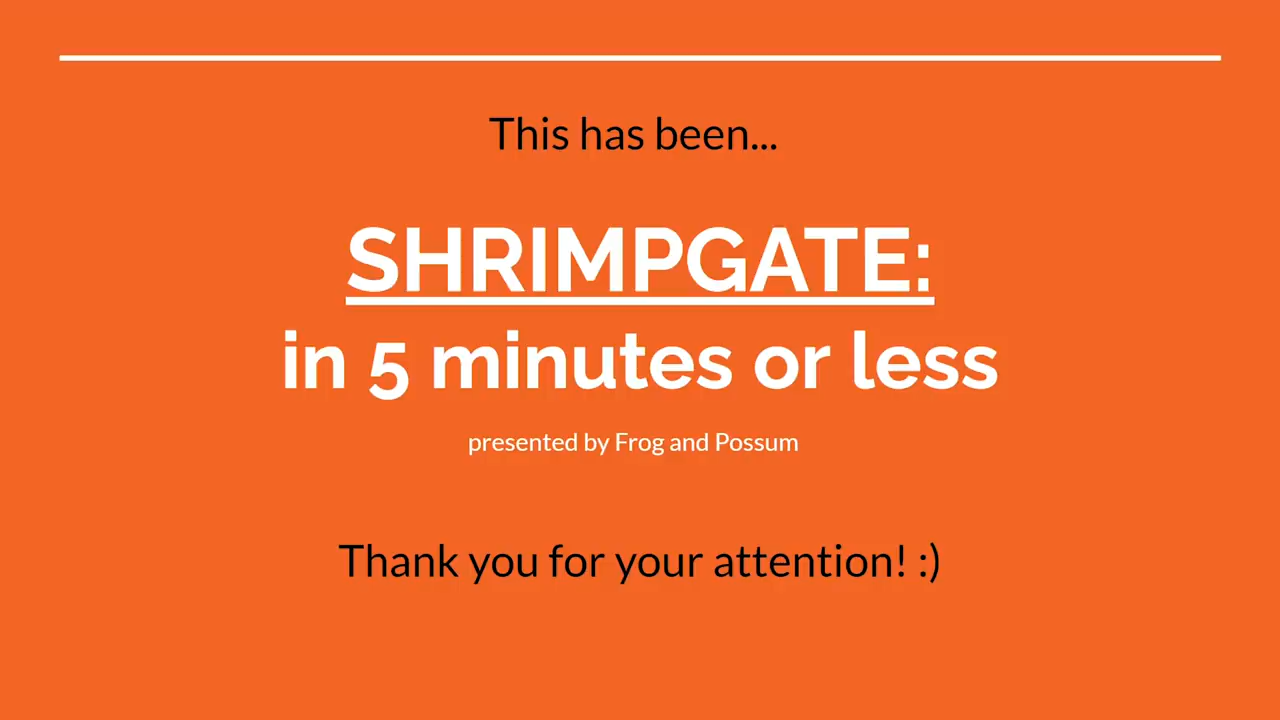 This has been...
SHRIMPGATE:
in 5 minutes or less
presented by Frog and Possum
Thank you for your attention! :)